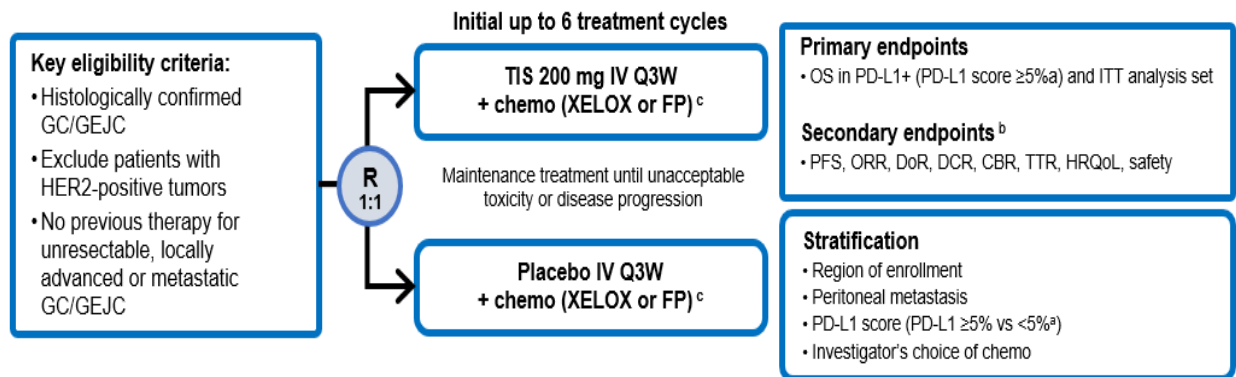 Key eligibility criteria:
• Histologically confirmed
GC/GEJC
• Exclude patients with
HER2-positive tumors
• No previous therapy for
unresectable, locally
advanced or metastatic
GC/GEJC
R
1:1
Initial up to 6 treatment cycles
TIS 200 mg IV Q3W
+ chemo (XELOX or FP) ᶜ
Maintenance treatment until unacceptable
toxicity or disease progression
Placebo IV Q3W
+ chemo (XELOX or FP) ᶜ
Primary endpoints
• OS in PD-L1+ (PD-L1 score ≥5%a) and ITT analysis set
Secondary endpoints ᵇ
• PFS, ORR, DoR, DCR, CBR, TTR, HRQoL, safety
Stratification
• Region of enrollment
• Peritoneal metastasis
• PD-L1 score (PD-L1 ≥5% vs <5%ᵃ)
• Investigator's choice of chemo